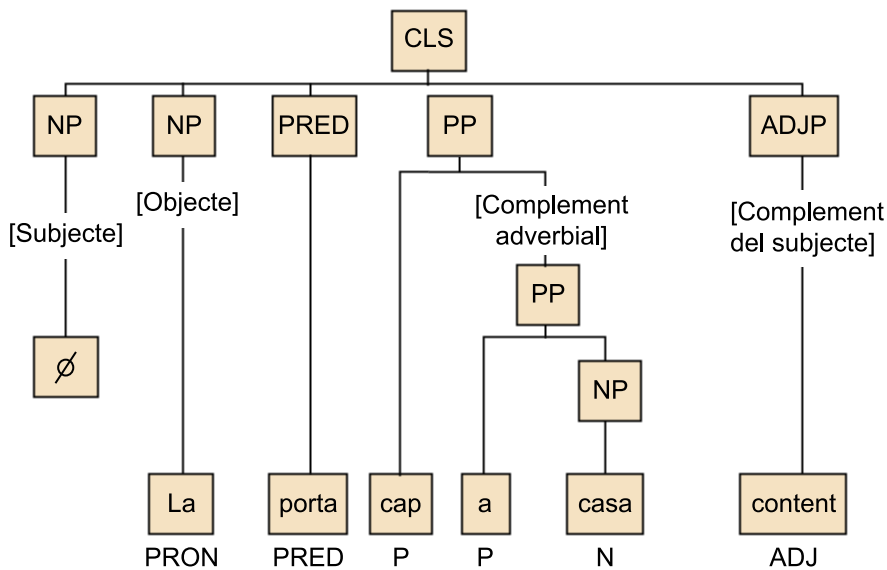 CLS
NP NP PRED PP ADJP
[Subjecte]
[Objecte]
[Complement
adverbial]
[Complement
del subjecte]
PP
∅
NP
La porta cap a casa content
PRON PRED P P N ADJ